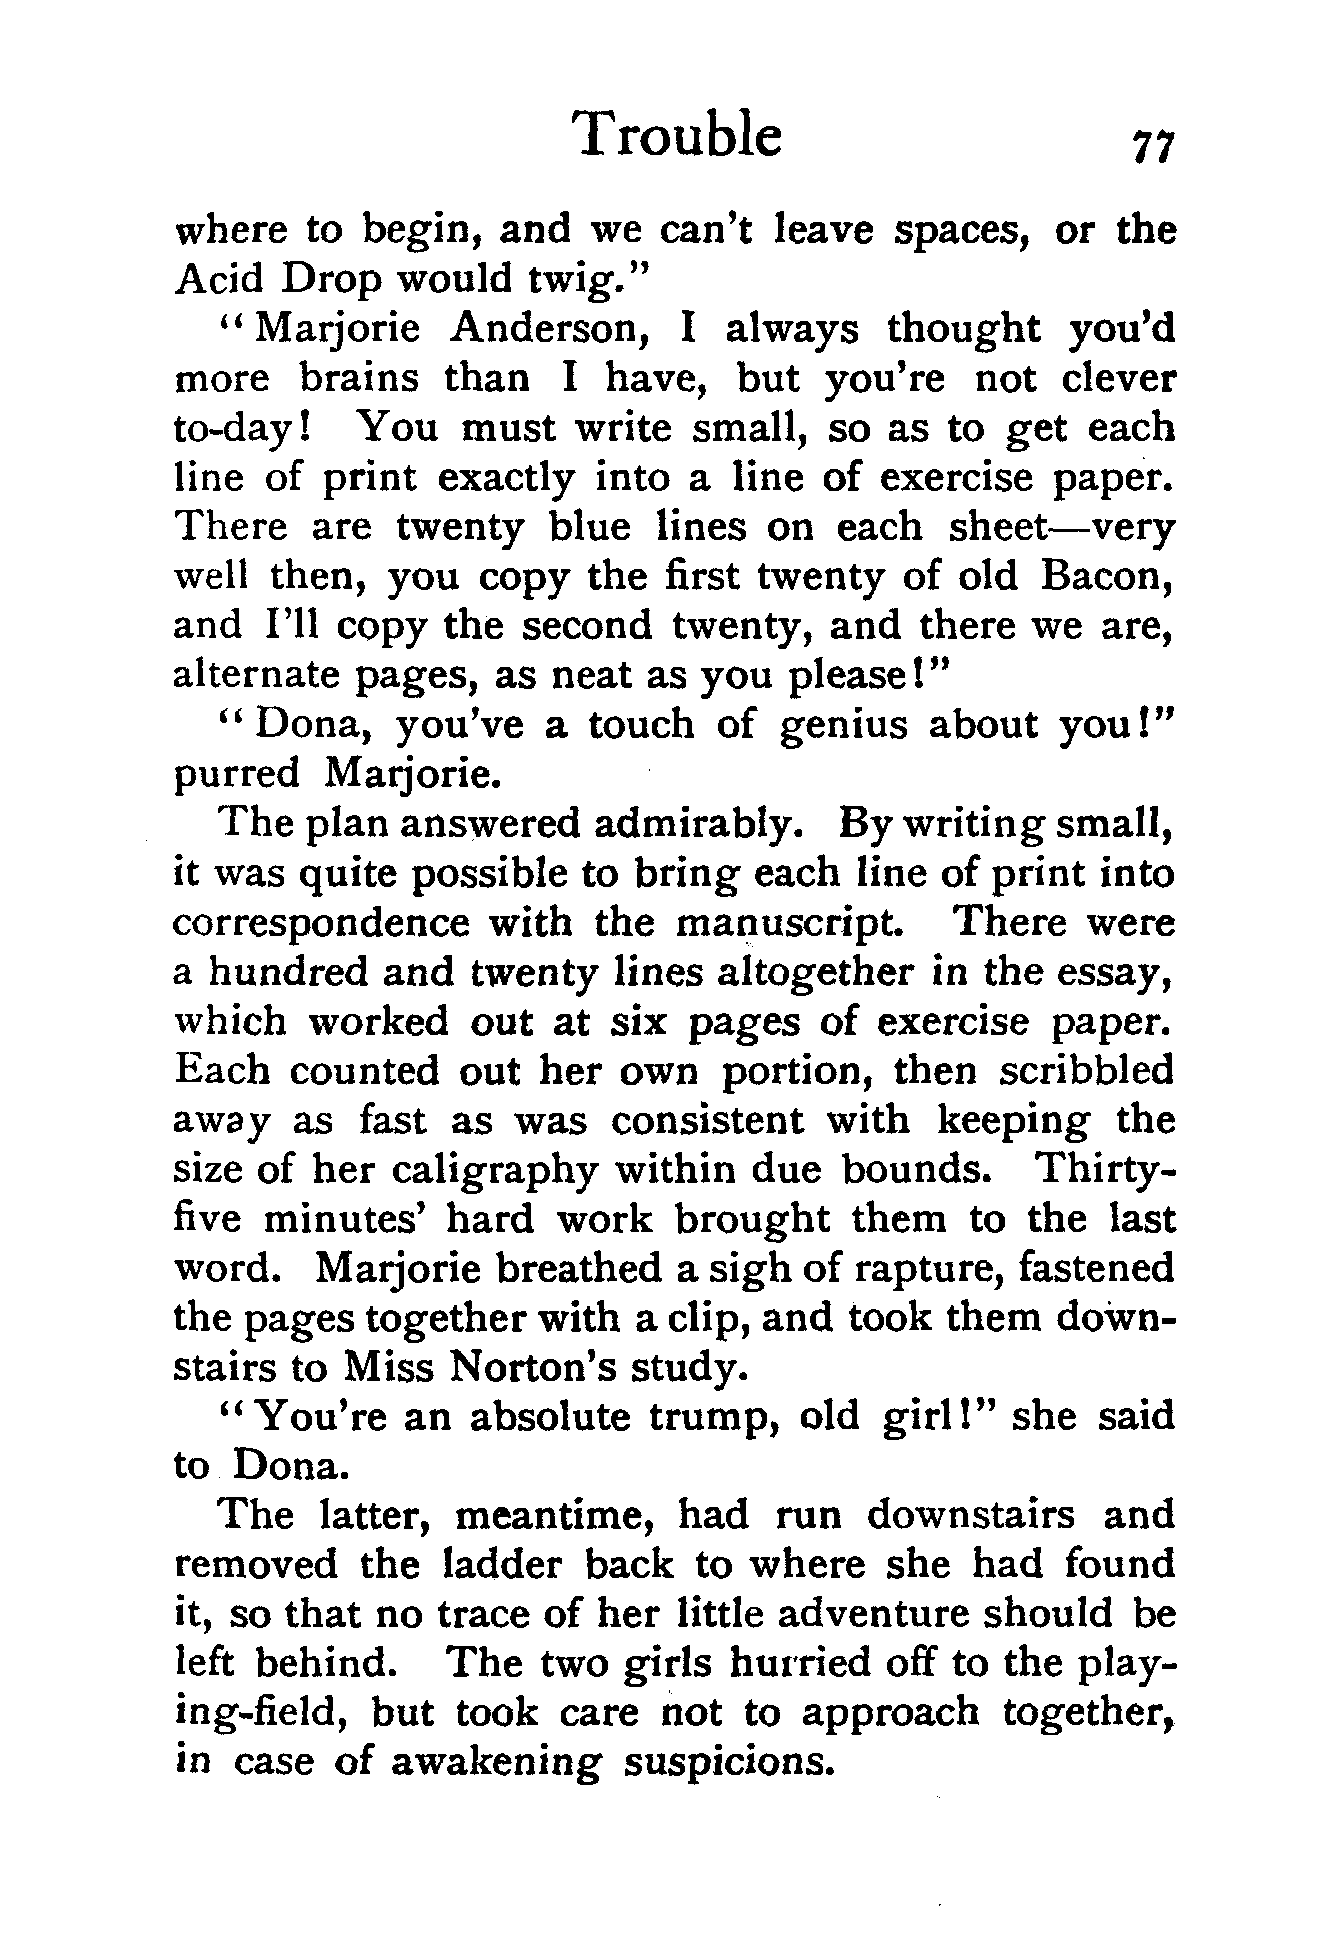 Trouble 77
where to begin, and we can't leave spaces, or the
Acid Drop would twig."
"Marjorie Anderson, I always thought you'd
more brains than I have, but you're not clever
to-day! You must write small, so as to get each
line of print exactly into a line of exercise paper.
There are twenty blue lines on each sheet—very
well then, you copy the first twenty of old Bacon,
and I'll copy the second twenty, and there we are,
alternate pages, as neat as you please!"
"Dona, you've a touch of genius about you!"
purred Marjorie.
The plan answered admirably. By writing small,
it was quite possible to bring each line of print into
correspondence with the manuscript. There were
a hundred and twenty lines altogether in the essay,
which worked out at six pages of exercise paper.
Each counted out her own portion, then scribbled
away as fast as was consistent with keeping the
size of her caligraphy within due bounds. Thirty-
five minutes' hard work brought them to the last
word. Marjorie breathed a sigh of rapture, fastened
the pages together with a clip, and took them down-
stairs to Miss Norton's study.
"You're an absolute trump, old girl!" she said
to Dona.
The latter, meantime, had run downstairs and
removed the ladder back to where she had found
it, so that no trace of her little adventure should be
left behind. The two girls hurried off to the play-
ing-field, but took care not to approach together,
in case of awakening suspicions.